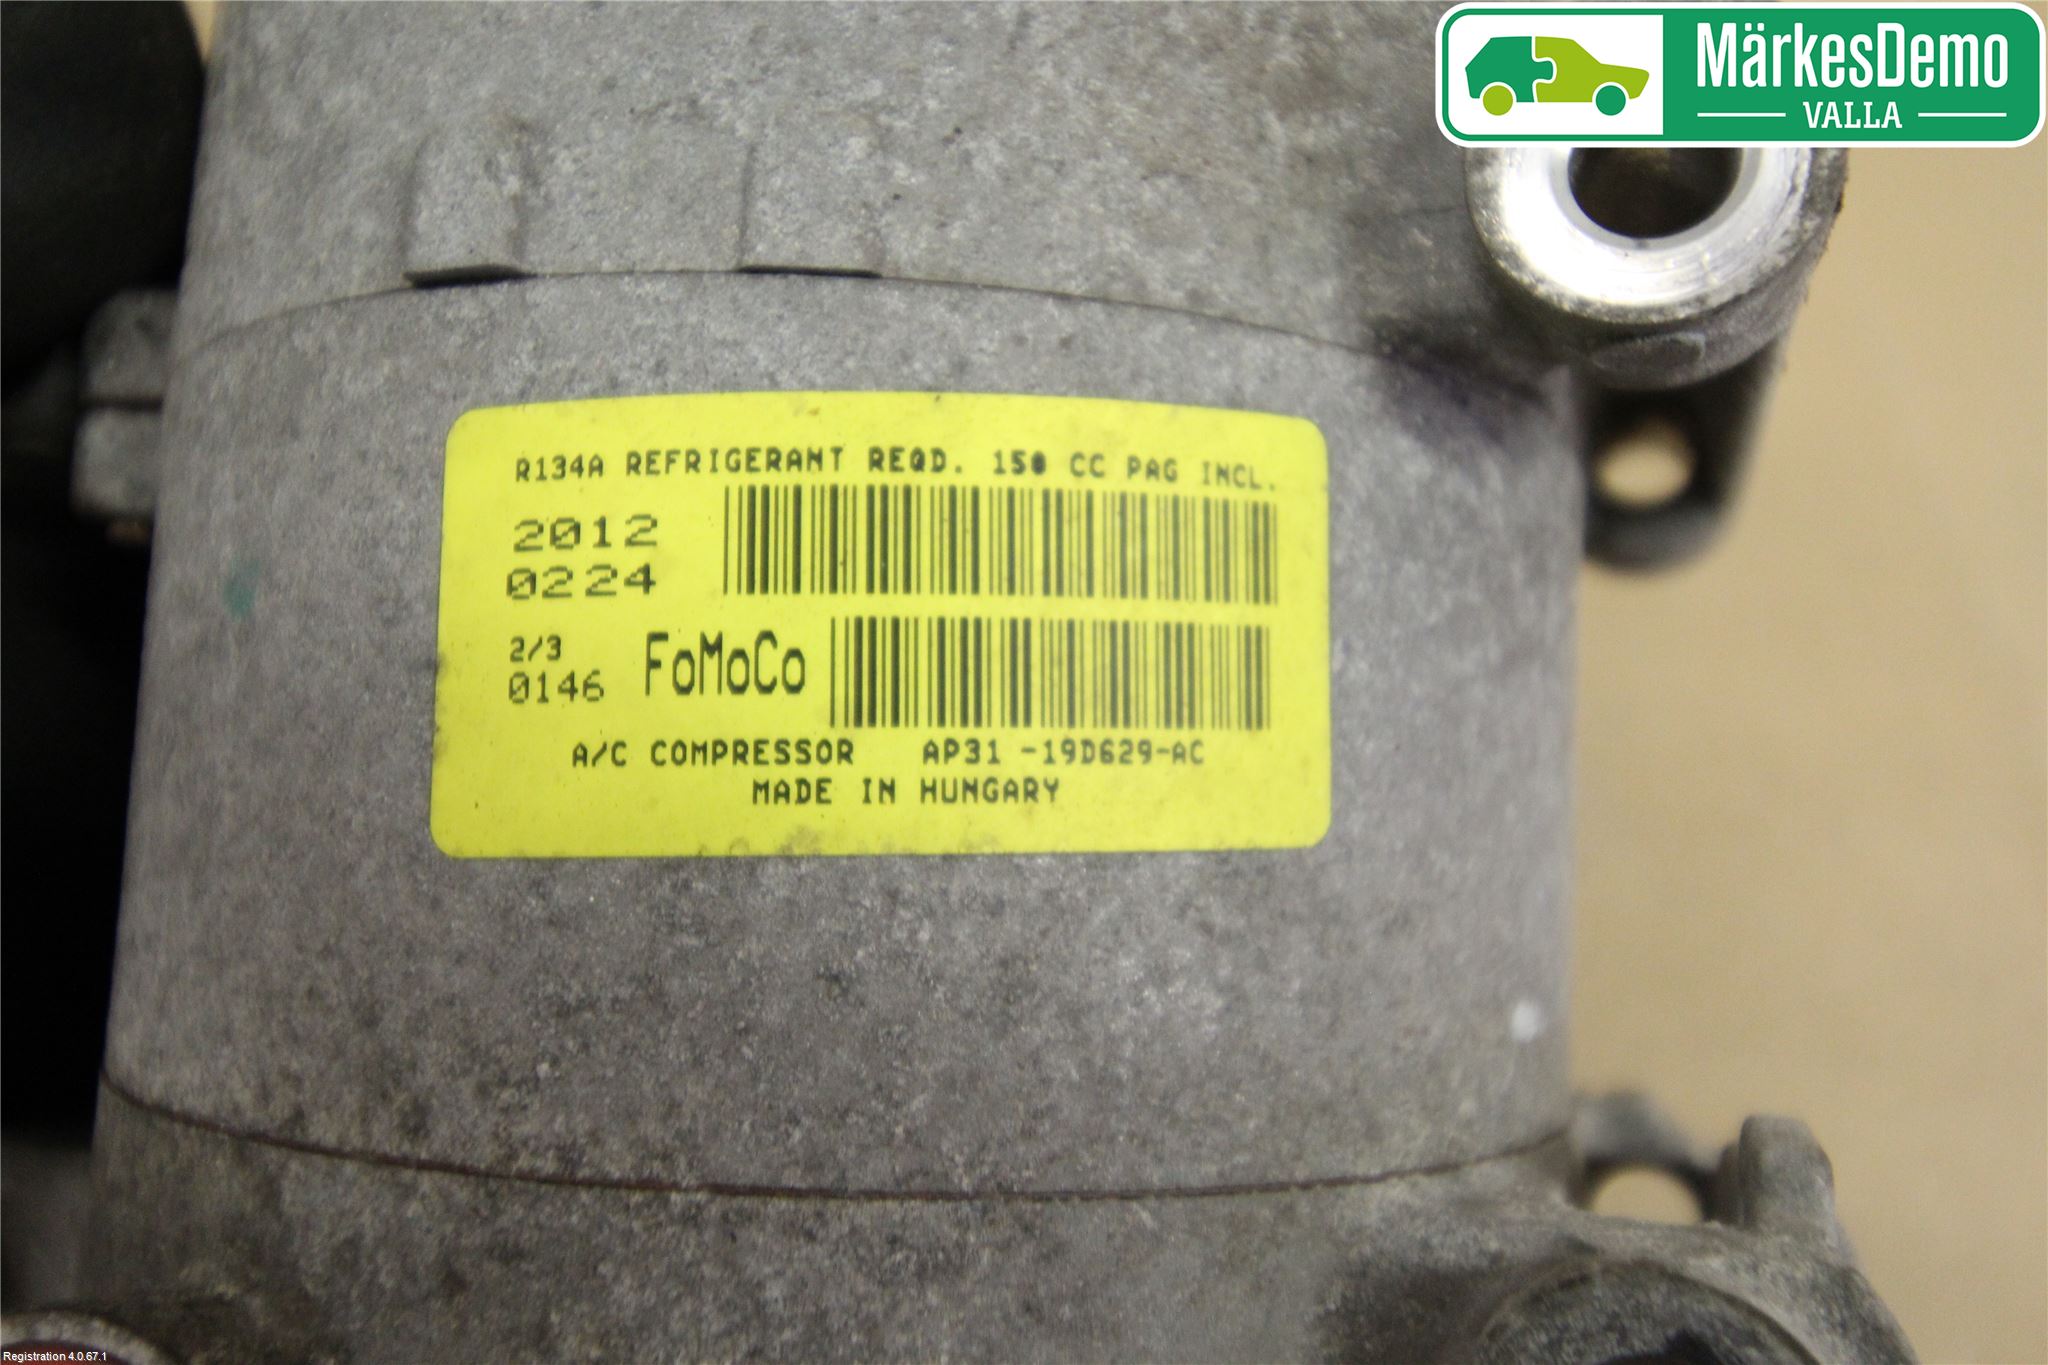 MärkesDemo
VALLA
R134A REFRIGERANT REQD. 150 CC PAG INCL.
2012
0224
2/3
0146 FoMoCo
A/C COMPRESSOR AP31-19D629-AC
MADE IN HUNGARY
Registration 4.0.67.1